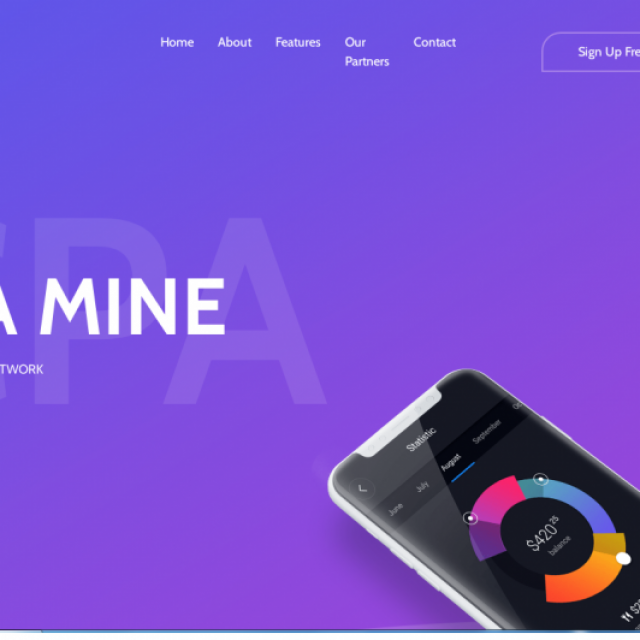 Home About Features Our Partners Contact
Sign Up Fre
CPA
A MINE
TWORK
Statistic
June July August September
$420.25
balance